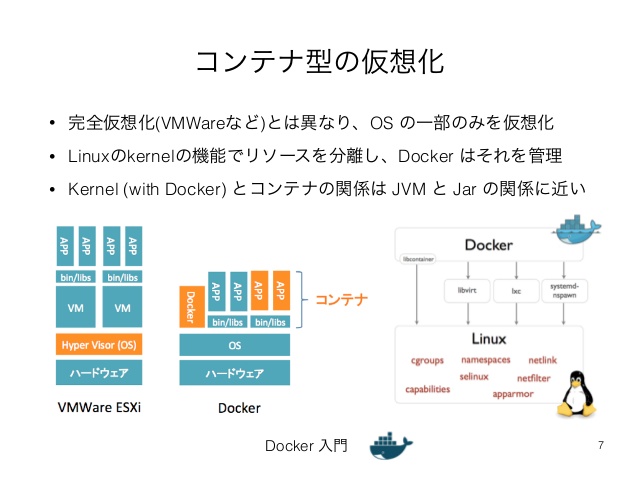 コンテナ型の仮想化
• 完全仮想化(VMWareなど)とは異なり、OS の一部のみを仮想化
• Linuxのkernelの機能でリソースを分離し、Docker はそれを管理
• Kernel (with Docker) とコンテナの関係は JVM と Jar の関係に近い
APP APP APP APP
bin/libs bin/libs
VM VM
Hyper Visor (OS)
ハードウェア
VMWare ESXi
Docker APP APP APP APP
bin/libs bin/libs
コンテナ
OS
ハードウェア
Docker
Docker
libcontainer
libvirt lxc systemd-
nspawn
Linux
cgroups namespaces netlink
selinux netfilter
capabilities apparmor
Docker 入門
7